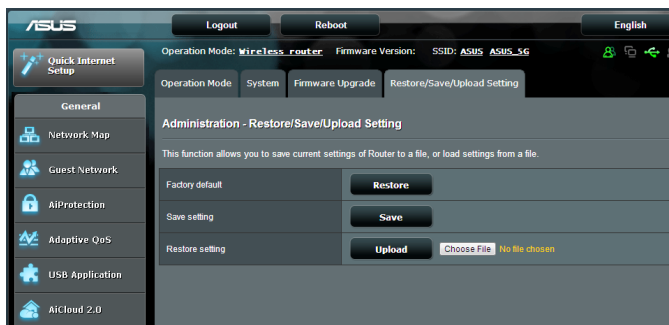 ASUS Logout Reboot English
Operation Mode: Wireless router Firmware Version: SSID: ASUS ASUS_5G
Quick Internet Setup
Operation Mode System Firmware Upgrade Restore/Save/Upload Setting
General
Network Map
Guest Network
AiProtection
Adaptive QoS
USB Application
AiCloud 2.0
Administration - Restore/Save/Upload Setting
This function allows you to save current settings of Router to a file, or load settings from a file.
Factory default Restore
Save setting Save
Restore setting Upload Choose File No file chosen